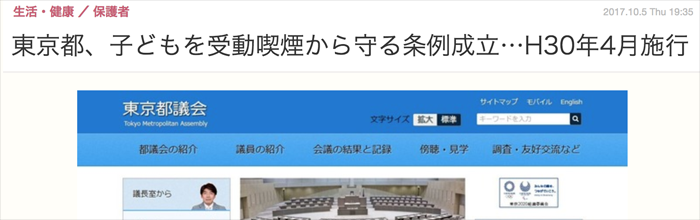 生活・健康 ／ 保護者
2017.10.5 Thu 19:35
東京都、子どもを受動喫煙から守る条例成立…H30年4月施行
東京都議会
Tokyo Metropolitan Assembly
サイトマップ モバイル English
文字サイズ 拡大 標準
キーワードを入力
都議会の紹介 議員の紹介 会議の結果と記録 傍聴・見学 調査・友好交流など
議長室から